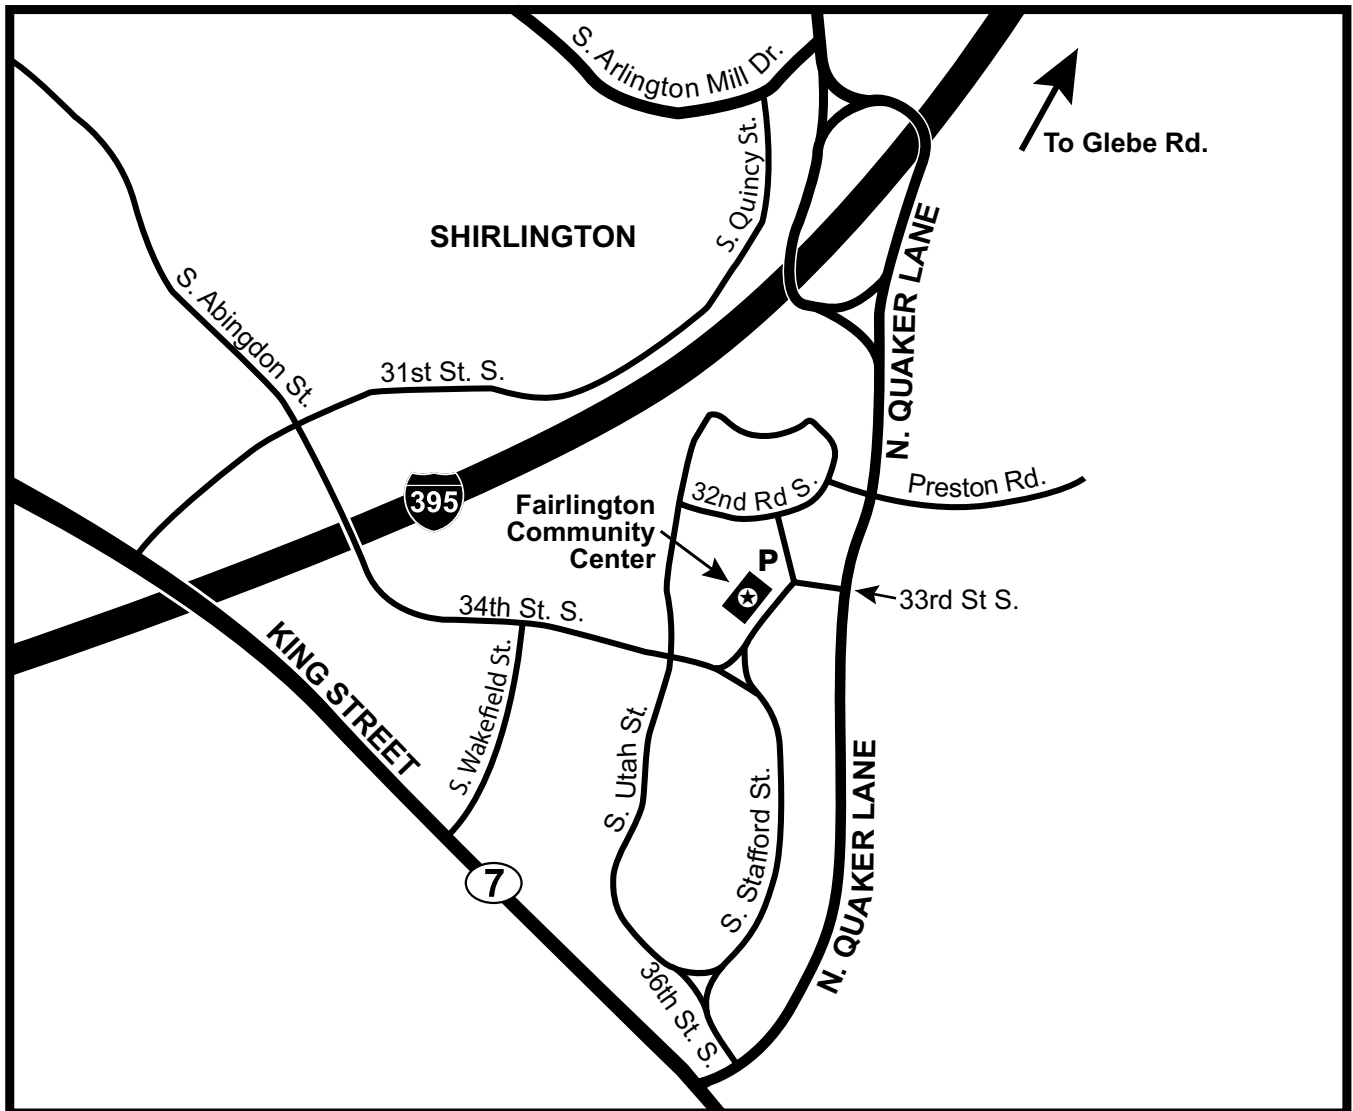 S. Arlington Mill Dr.
To Glebe Rd.
S. Quincy St.
SHIRLINGTON
N. QUAKER LANE
S. Abingdon St.
31st St. S.
395
32nd Rd S.
Preston Rd.
Fairlington
Community
Center
P
33rd St S.
34th St. S.
KING STREET
S. Wakefield St.
S. Utah St.
S. Stafford St.
N. QUAKER LANE
7
36th St. S.